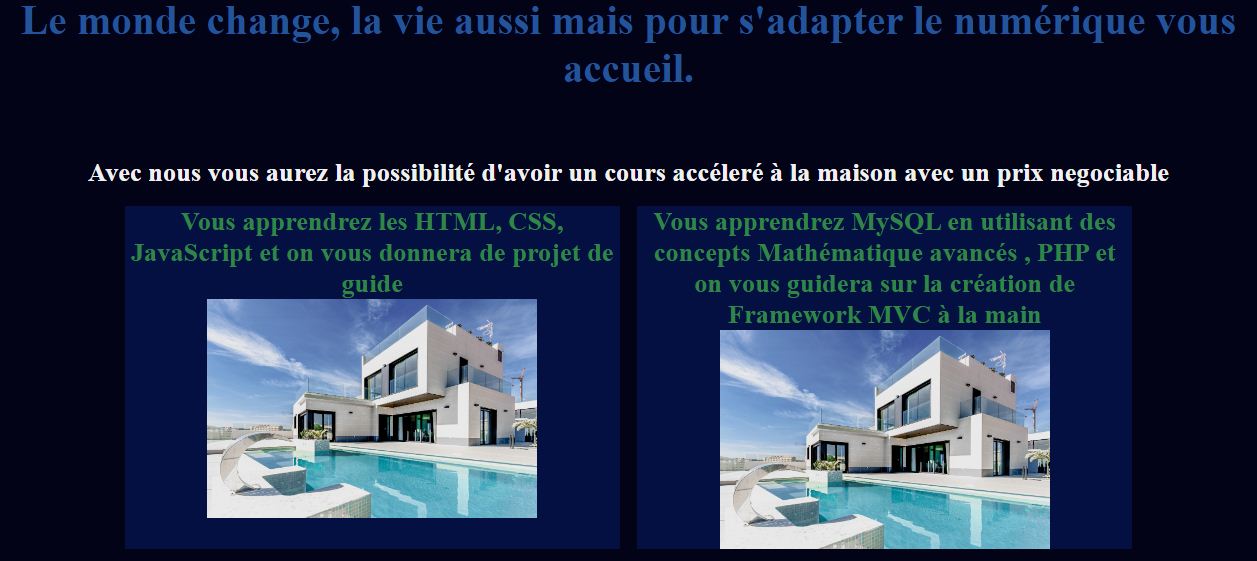 Le monde change, la vie aussi mais pour s'adapter le numérique vous
accueil.
Avec nous vous aurez la possibilité d'avoir un cours accéleré à la maison avec un prix negociable
Vous apprendrez les HTML, CSS,
JavaScript et on vous donnera de projet de
guide
Vous apprendrez MySQL en utilisant des
concepts Mathématique avancés , PHP et
on vous guidera sur la création de
Framework MVC à la main